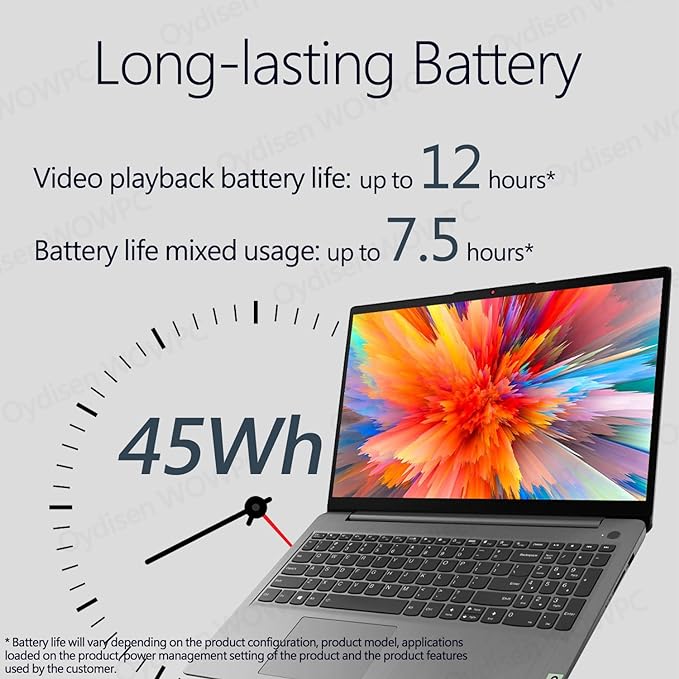 Long-lasting Battery
Video playback battery life: up to 12 hours*
Battery life mixed usage: up to 7.5 hours*
45Wh
* Battery life will vary depending on the product configuration, product model, applications
loaded on the product, power management setting of the product and the product features
used by the customer.
Oydisen WOWPC